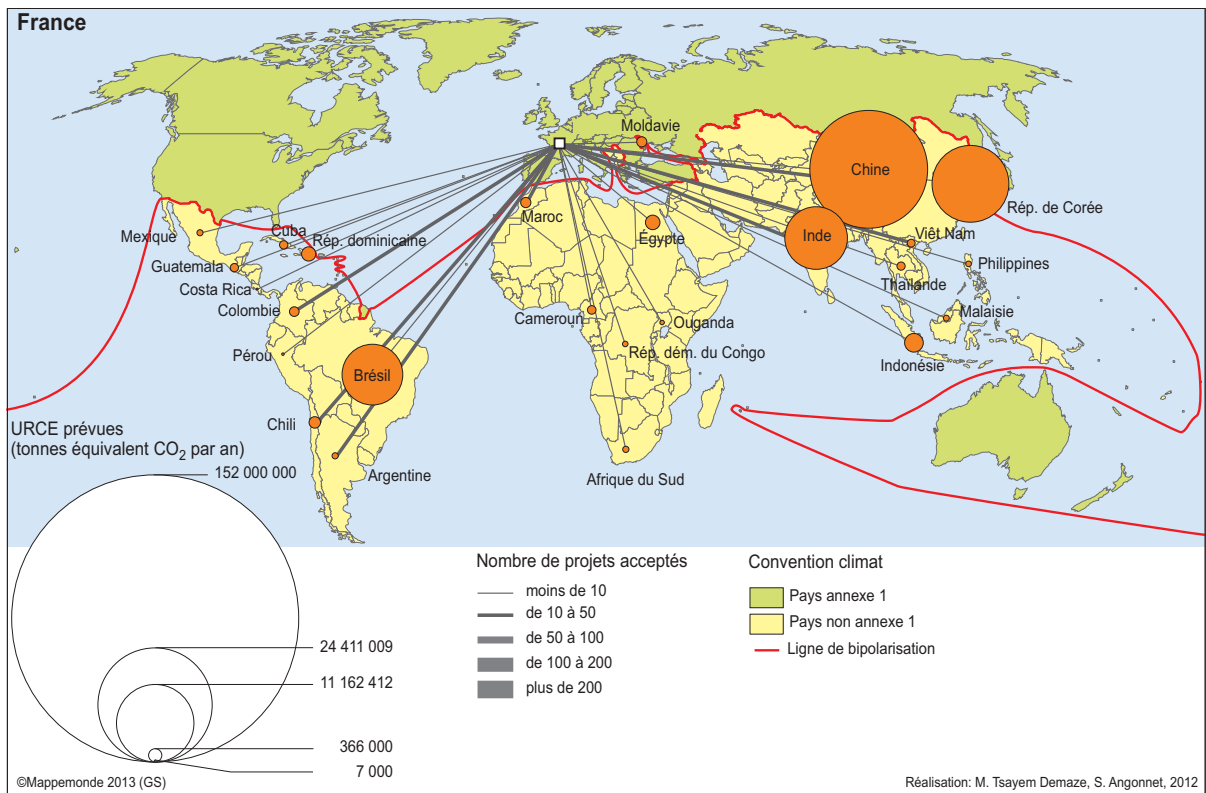 France
Moldavie
Chine
Rép. de Corée
Maroc
Égypte
Inde
Viêt Nam
Mexique
Cuba
Rép. dominicaine
Philippines
Guatemala
Thaïlande
Costa Rica
Colombie
Cameroun
Ouganda
Malaisie
Pérou
Rép. dém. du Congo
Indonésie
Brésil
Chili
Argentine
Afrique du Sud
URCE prévues
(tonnes équivalent CO₂ par an)
152 000 000
24 411 009
11 162 412
366 000
7 000
Nombre de projets acceptés
moins de 10
de 10 à 50
de 50 à 100
de 100 à 200
plus de 200
Convention climat
Pays annexe 1
Pays non annexe 1
Ligne de bipolarisation
©Mappemonde 2013 (GS)
Réalisation: M. Tsayem Demaze, S. Angonnet, 2012